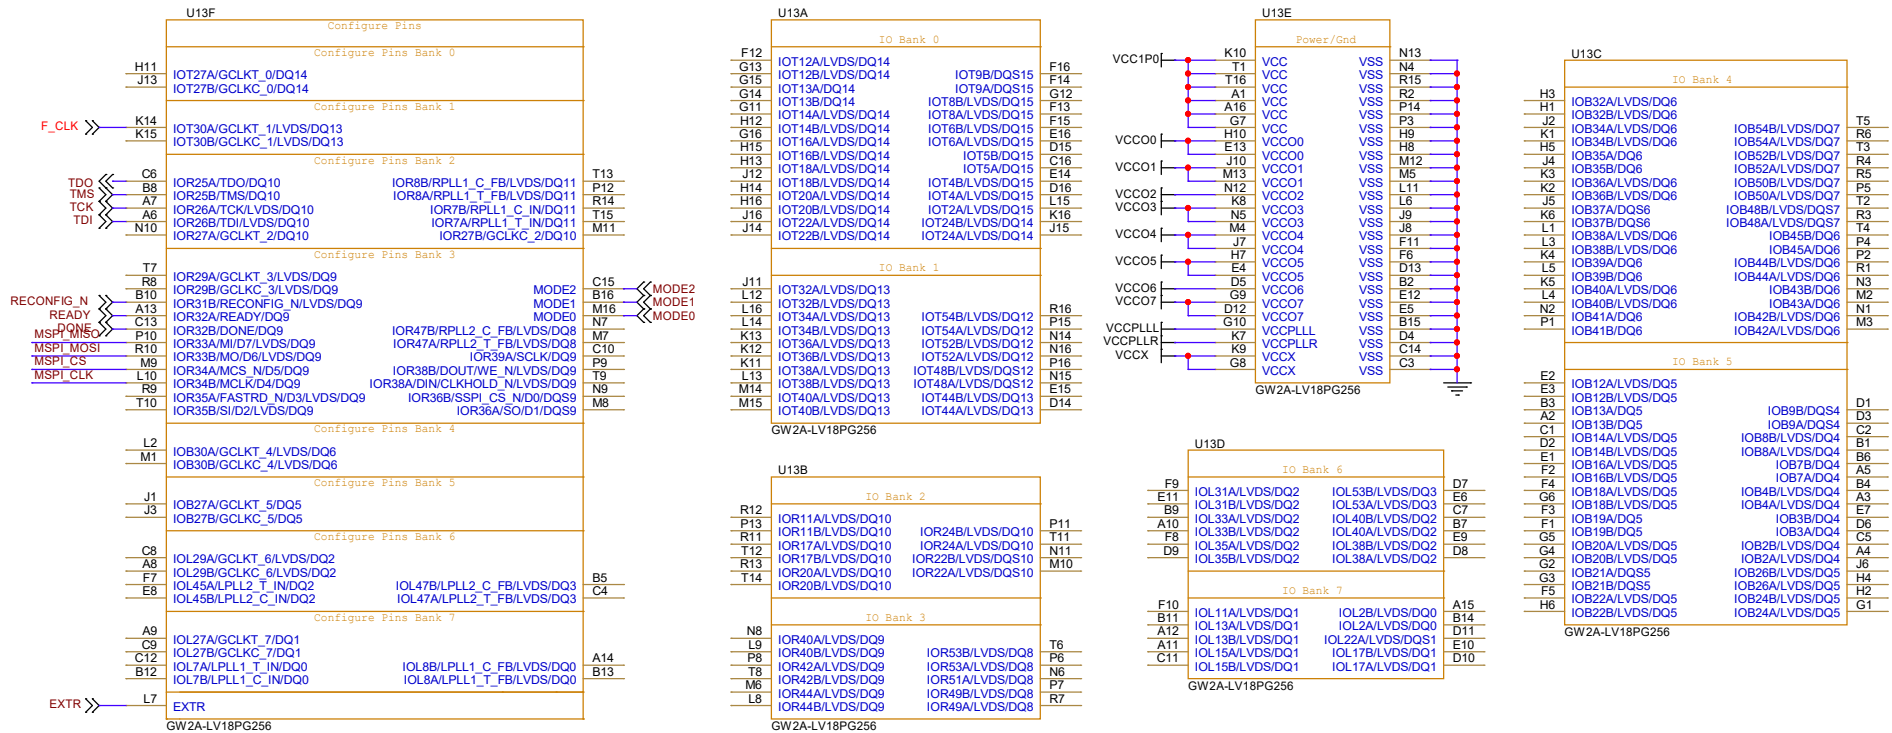 U13F
Configure Pins
Configure Pins Bank 0
H11 IOT27A/GCLKT_0/DQ14
J13 IOT27B/GCLKC_0/DQ14
Configure Pins Bank 1
F_CLK K14 IOT30A/GCLKT_1/LVDS/DQ13
K15 IOT30B/GCLKC_1/LVDS/DQ13
Configure Pins Bank 2
TDO C6 IOR25A/TDO/DQ10 IOR8B/RPLL1_C_FB/LVDS/DQ11 T13
TMS B8 IOR25B/TMS/DQ10 IOR8A/RPLL1_T_FB/LVDS/DQ11 P12
TCK A7 IOR26A/TCK/LVDS/DQ10 IOR7B/RPLL1_C_IN/DQ11 R14
TDI A6 IOR26B/TDI/LVDS/DQ10 IOR7A/RPLL1_T_IN/DQ11 T15
N10 IOR27A/GCLKT_2/DQ10 IOR27B/GCLKC_2/DQ10 M11
Configure Pins Bank 3
T7 IOR29A/GCLKT_3/LVDS/DQ9
R8 IOR29B/GCLKC_3/LVDS/DQ9 MODE2 C15 MODE2
RECONFIG_N B10 IOR31B/RECONFIG_N/LVDS/DQ9 MODE1 B16 MODE1
READY A13 IOR32A/READY/DQ9 MODE0 M16 MODE0
DONE C13 IOR32B/DONE/DQ9 IOR47B/RPLL2_C_FB/LVDS/DQ8 N7
MSPI_MISO P10 IOR33A/MI/D7/LVDS/DQ9 IOR47A/RPLL2_T_FB/LVDS/DQ8 M7
MSPI_MOSI R10 IOR33B/MO/D6/LVDS/DQ9 IOR39A/SCLK/DQ9 C10
MSPI_CS M9 IOR34A/MCS_N/D5/DQ9 IOR38B/DOUT/WE_N/LVDS/DQ9 P9
MSPI_CLK L10 IOR34B/MCLK/D4/DQ9 IOR38A/DIN/CLKHOLD_N/LVDS/DQ9 T9
R9 IOR35A/FASTRD_N/D3/LVDS/DQ9 IOR36B/SSPI_CS_N/D0/DQS9 N9
T10 IOR35B/SI/D2/LVDS/DQ9 IOR36A/SO/D1/DQS9 M8
Configure Pins Bank 4
L2 IOB30A/GCLKT_4/LVDS/DQ6
M1 IOB30B/GCLKC_4/LVDS/DQ6
Configure Pins Bank 5
J1 IOB27A/GCLKT_5/DQ5
J3 IOB27B/GCLKC_5/DQ5
Configure Pins Bank 6
C8 IOL29A/GCLKT_6/LVDS/DQ2
A8 IOL29B/GCLKC_6/LVDS/DQ2
F7 IOL45A/LPLL2_T_IN/DQ2 IOL47B/LPLL2_C_FB/LVDS/DQ3 B5
E8 IOL45B/LPLL2_C_IN/DQ2 IOL47A/LPLL2_T_FB/LVDS/DQ3 C4
Configure Pins Bank 7
A9 IOL27A/GCLKT_7/DQ1
C9 IOL27B/GCLKC_7/DQ1
C12 IOL7A/LPLL1_T_IN/DQ0 IOL8B/LPLL1_C_FB/LVDS/DQ0 A14
B12 IOL7B/LPLL1_C_IN/DQ0 IOL8A/LPLL1_T_FB/LVDS/DQ0 B13
EXTR L7 EXTR
GW2A-LV18PG256
U13A
IO Bank 0
F12 IOT12A/LVDS/DQ14
G13 IOT12B/LVDS/DQ14 IOT9B/DQS15 F16
G15 IOT13A/DQ14 IOT9A/DQS15 F14
G14 IOT13B/DQ14 IOT8B/LVDS/DQ15 G12
G11 IOT14A/LVDS/DQ14 IOT8A/LVDS/DQ15 F13
H12 IOT14B/LVDS/DQ14 IOT6B/LVDS/DQ15 F15
G16 IOT16A/LVDS/DQ14 IOT6A/LVDS/DQ15 E16
H15 IOT16B/LVDS/DQ14 IOT5B/DQ15 D15
H13 IOT18A/LVDS/DQ14 IOT5A/DQ15 C16
J12 IOT18B/LVDS/DQ14 IOT4B/LVDS/DQ15 E14
H14 IOT20A/LVDS/DQ14 IOT4A/LVDS/DQ15 D16
H16 IOT20B/LVDS/DQ14 IOT2A/LVDS/DQ15 L15
J16 IOT22A/LVDS/DQ14 IOT24B/LVDS/DQ14 K16
J14 IOT22B/LVDS/DQ14 IOT24A/LVDS/DQ14 J15
IO Bank 1
J11 IOT32A/LVDS/DQ13
L12 IOT32B/LVDS/DQ13
L16 IOT34A/LVDS/DQ13 IOT54B/LVDS/DQ12 R16
L14 IOT34B/LVDS/DQ13 IOT54A/LVDS/DQ12 P15
K13 IOT36A/LVDS/DQ13 IOT52B/LVDS/DQ12 N14
K12 IOT36B/LVDS/DQ13 IOT52A/LVDS/DQ12 N16
K11 IOT38A/LVDS/DQ13 IOT48B/LVDS/DQS12 P16
L13 IOT38B/LVDS/DQ13 IOT48A/LVDS/DQS12 N15
M14 IOT40A/LVDS/DQ13 IOT44B/LVDS/DQ12 E15
M15 IOT40B/LVDS/DQ13 IOT44A/LVDS/DQ13 D14
GW2A-LV18PG256
U13B
IO Bank 2
R12 IOR11A/LVDS/DQ10
P13 IOR11B/LVDS/DQ10 IOR24B/LVDS/DQ10 P11
R11 IOR17A/LVDS/DQ10 IOR24A/LVDS/DQ10 T11
T12 IOR17B/LVDS/DQ10 IOR22B/LVDS/DQS10 N11
R13 IOR20A/LVDS/DQ10 IOR22A/LVDS/DQS10 M10
T14 IOR20B/LVDS/DQ10
IO Bank 3
N8 IOR40A/LVDS/DQ9
L9 IOR40B/LVDS/DQ9 IOR53B/LVDS/DQ8 T6
P8 IOR42A/LVDS/DQ9 IOR53A/LVDS/DQ8 P6
T8 IOR42B/LVDS/DQ9 IOR51A/LVDS/DQ8 N6
M6 IOR44A/LVDS/DQ9 IOR49B/LVDS/DQ8 P7
L8 IOR44B/LVDS/DQ9 IOR49A/LVDS/DQ8 R7
GW2A-LV18PG256
U13E
Power/Gnd
VCC1P0 K10 VCC VSS N13
T1 VCC VSS N4
T16 VCC VSS R15
A1 VCC VSS R2
A16 VCC VSS P14
G7 VCC VSS P3
VCCO0 H10 VCCO0 VSS H9
E13 VCCO0 VSS H8
VCCO1 J10 VCCO1 VSS M12
M13 VCCO1 VSS M5
VCCO2 N12 VCCO2 VSS L11
VCCO3 K8 VCCO3 VSS L6
N5 VCCO3 VSS J9
VCCO4 M4 VCCO4 VSS J8
J7 VCCO4 VSS F11
VCCO5 H7 VCCO5 VSS F6
E4 VCCO5 VSS D13
VCCO6 D5 VCCO6 VSS B2
VCCO7 G9 VCCO7 VSS E12
D12 VCCO7 VSS E5
VCCPLLL G10 VCCPLLL VSS B15
VCCPLLR K7 VCCPLLR VSS D4
VCCX K9 VCCX VSS C14
G8 VCCX VSS C3
GW2A-LV18PG256
U13D
IO Bank 6
F9 IOL31A/LVDS/DQ2 IOL53B/LVDS/DQ3 D7
E11 IOL31B/LVDS/DQ2 IOL53A/LVDS/DQ3 E6
B9 IOL33A/LVDS/DQ2 IOL40B/LVDS/DQ2 C7
A10 IOL33B/LVDS/DQ2 IOL40A/LVDS/DQ2 B7
F8 IOL35A/LVDS/DQ2 IOL38B/LVDS/DQ2 E9
D9 IOL35B/LVDS/DQ2 IOL38A/LVDS/DQ2 D8
IO Bank 7
F10 IOL11A/LVDS/DQ1 IOL2B/LVDS/DQ0 A15
B11 IOL13A/LVDS/DQ1 IOL2A/LVDS/DQ0 B14
A12 IOL13B/LVDS/DQ1 IOL22A/LVDS/DQS1 D11
A11 IOL15A/LVDS/DQ1 IOL17B/LVDS/DQ1 E10
C11 IOL15B/LVDS/DQ1 IOL17A/LVDS/DQ1 D10
GW2A-LV18PG256
U13C
IO Bank 4
H3 IOB32A/LVDS/DQ6
H1 IOB32B/LVDS/DQ6
J2 IOB34A/LVDS/DQ6 IOB54B/LVDS/DQ7 T5
K1 IOB34B/LVDS/DQ6 IOB54A/LVDS/DQ7 R6
H5 IOB35A/DQ6 IOB52B/LVDS/DQ7 T3
J4 IOB35B/DQ6 IOB52A/LVDS/DQ7 R4
K3 IOB36A/LVDS/DQ6 IOB50B/LVDS/DQ7 R5
K2 IOB36B/LVDS/DQ6 IOB50A/LVDS/DQ7 P5
J5 IOB37A/DQS6 IOB48B/LVDS/DQS7 T2
K6 IOB37B/DQS6 IOB48A/LVDS/DQS7 R3
L1 IOB38A/LVDS/DQ6 IOB45B/DQ6 T4
L3 IOB38B/LVDS/DQ6 IOB45A/DQ6 P4
K4 IOB39A/DQ6 IOB44B/LVDS/DQ6 P2
L5 IOB39B/DQ6 IOB44A/LVDS/DQ6 R1
K5 IOB40A/LVDS/DQ6 IOB43B/DQ6 N3
L4 IOB40B/LVDS/DQ6 IOB43A/DQ6 M2
N2 IOB41A/DQ6 IOB42B/LVDS/DQ6 N1
P1 IOB41B/DQ6 IOB42A/LVDS/DQ6 M3
IO Bank 5
E2 IOB12A/LVDS/DQ5
E3 IOB12B/LVDS/DQ5
B3 IOB13A/DQ5 IOB9B/DQS4 D1
A2 IOB13B/DQ5 IOB9A/DQS4 D3
C1 IOB14A/LVDS/DQ5 IOB8B/LVDS/DQ4 C2
D2 IOB14B/LVDS/DQ5 IOB8A/LVDS/DQ4 B1
E1 IOB16A/LVDS/DQ5 IOB7B/DQ4 B6
F2 IOB16B/LVDS/DQ5 IOB7A/DQ4 A5
F4 IOB18A/LVDS/DQ5 IOB4B/LVDS/DQ4 B4
G6 IOB18B/LVDS/DQ5 IOB4A/LVDS/DQ4 A3
F3 IOB19A/DQ5 IOB3B/DQ4 E7
F1 IOB19B/DQ5 IOB3A/DQ4 D6
G5 IOB20A/LVDS/DQ5 IOB2B/LVDS/DQ4 C5
G4 IOB20B/LVDS/DQ5 IOB2A/LVDS/DQ4 A4
G2 IOB21A/DQS5 IOB26B/LVDS/DQ5 J6
G3 IOB21B/DQS5 IOB26A/LVDS/DQ5 H4
F5 IOB22A/LVDS/DQ5 IOB24B/LVDS/DQ5 H2
H6 IOB22B/LVDS/DQ5 IOB24A/LVDS/DQ5 G1
GW2A-LV18PG256